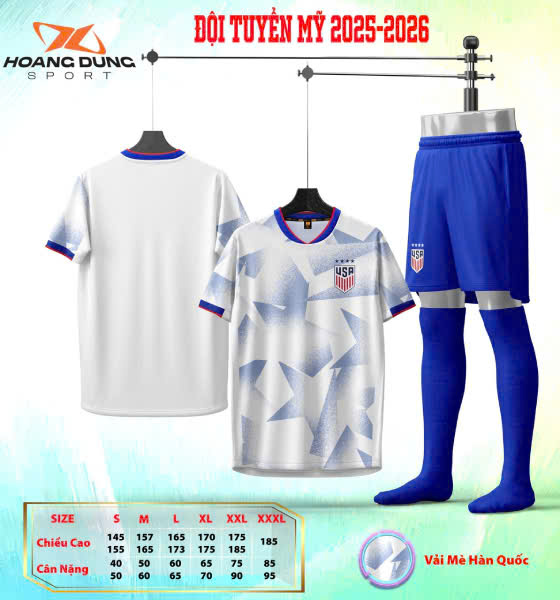 HOANG DUNG
SPORT
ĐỘI TUYỂN MỸ 2025-2026
USA
USA
SIZE S M L XL XXL XXXL
Chiều Cao 145 157 165 170 175 185
155 165 173 175 185
Cân Nặng 40 50 60 65 75 85
50 60 65 70 90 95
Vải Mè Hàn Quốc